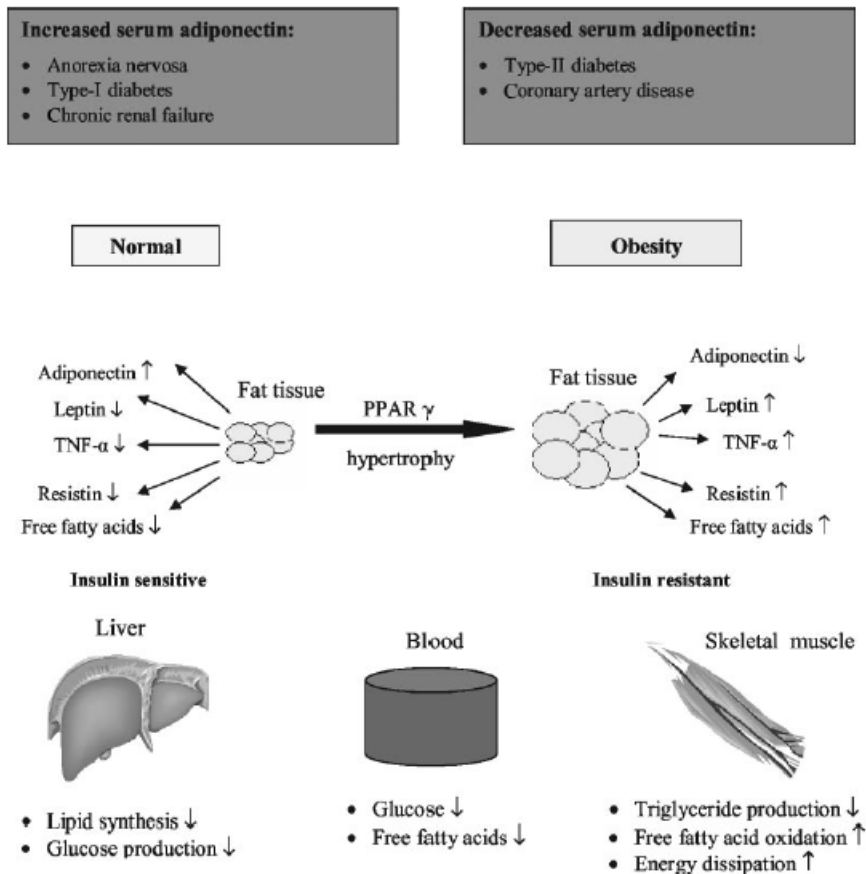 Increased serum adiponectin:
• Anorexia nervosa
• Type-I diabetes
• Chronic renal failure
Decreased serum adiponectin:
• Type-II diabetes
• Coronary artery disease
Normal
Obesity
Adiponectin ↑
Leptin ↓
TNF-α ↓
Resistin ↓
Free fatty acids ↓
Fat tissue
PPAR γ
hypertrophy
Fat tissue
Adiponectin ↓
Leptin ↑
TNF-α ↑
Resistin ↑
Free fatty acids ↑
Insulin sensitive
Insulin resistant
Liver
• Lipid synthesis ↓
• Glucose production ↓
Blood
• Glucose ↓
• Free fatty acids ↓
Skeletal muscle
• Triglyceride production ↓
• Free fatty acid oxidation ↑
• Energy dissipation ↑